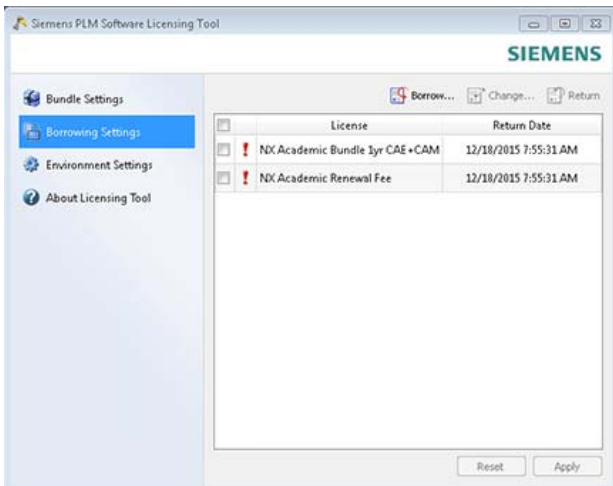 Siemens PLM Software Licensing Tool
SIEMENS
Bundle Settings
Borrowing Settings
Environment Settings
About Licensing Tool
Borrow... Change... Return
License Return Date
! NX Academic Bundle 1yr CAE+CAM 12/18/2015 7:55:31 AM
! NX Academic Renewal Fee 12/18/2015 7:55:31 AM
Reset Apply